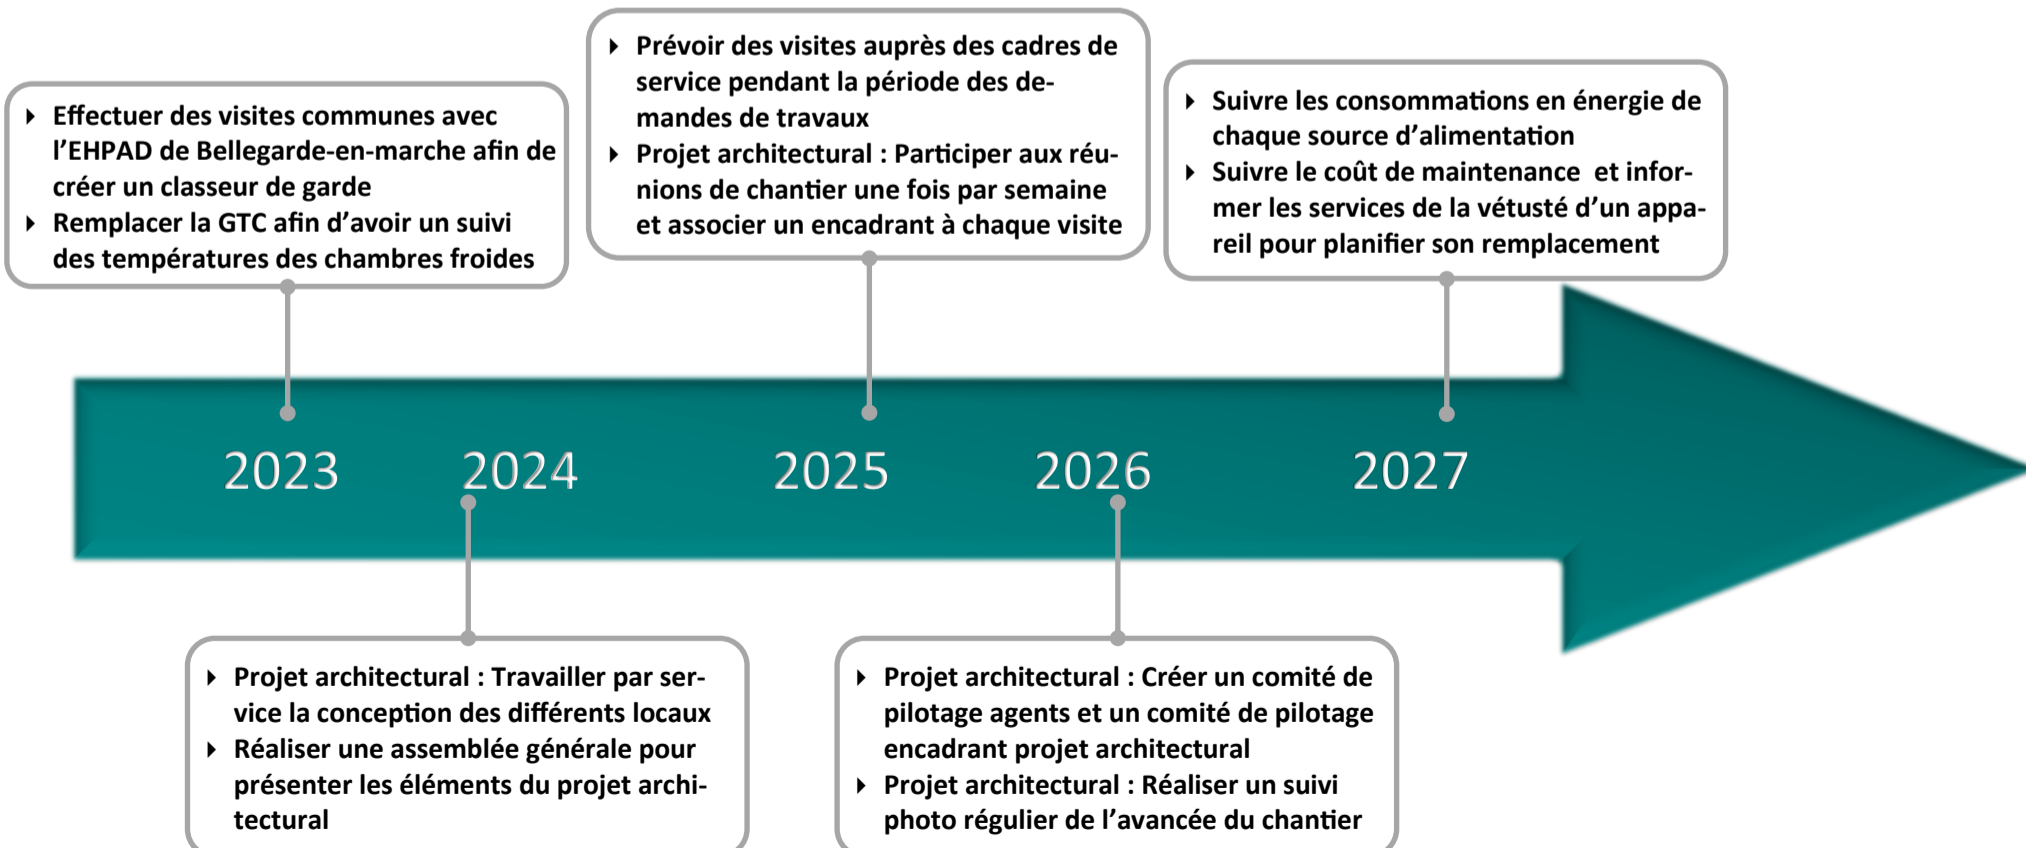 ▸ Effectuer des visites communes avec
l’EHPAD de Bellegarde-en-marche afin de
créer un classeur de garde
▸ Remplacer la GTC afin d’avoir un suivi
des températures des chambres froides
▸ Prévoir des visites auprès des cadres de
service pendant la période des de-
mandes de travaux
▸ Projet architectural : Participer aux réu-
nions de chantier une fois par semaine
et associer un encadrant à chaque visite
▸ Suivre les consommations en énergie de
chaque source d’alimentation
▸ Suivre le coût de maintenance et infor-
mer les services de la vétusté d’un appa-
reil pour planifier son remplacement
2023 2024 2025 2026 2027
▸ Projet architectural : Travailler par ser-
vice la conception des différents locaux
▸ Réaliser une assemblée générale pour
présenter les éléments du projet archi-
tectural
▸ Projet architectural : Créer un comité de
pilotage agents et un comité de pilotage
encadrant projet architectural
▸ Projet architectural : Réaliser un suivi
photo régulier de l’avancée du chantier